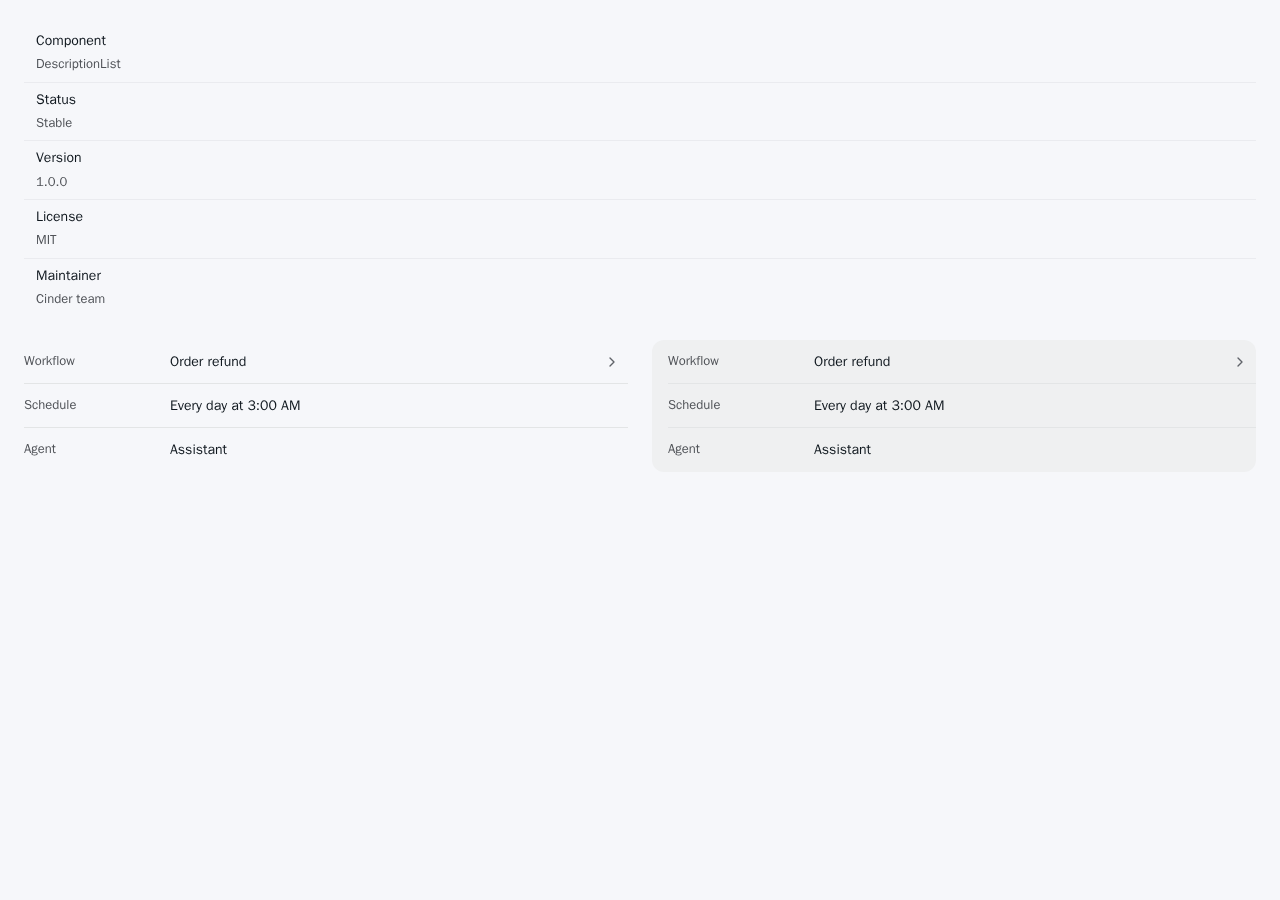 Component
DescriptionList
Status
Stable
Version
1.0.0
License
MIT
Maintainer
Cinder team
Workflow Order refund
Schedule Every day at 3:00 AM
Agent Assistant
Workflow Order refund
Schedule Every day at 3:00 AM
Agent Assistant